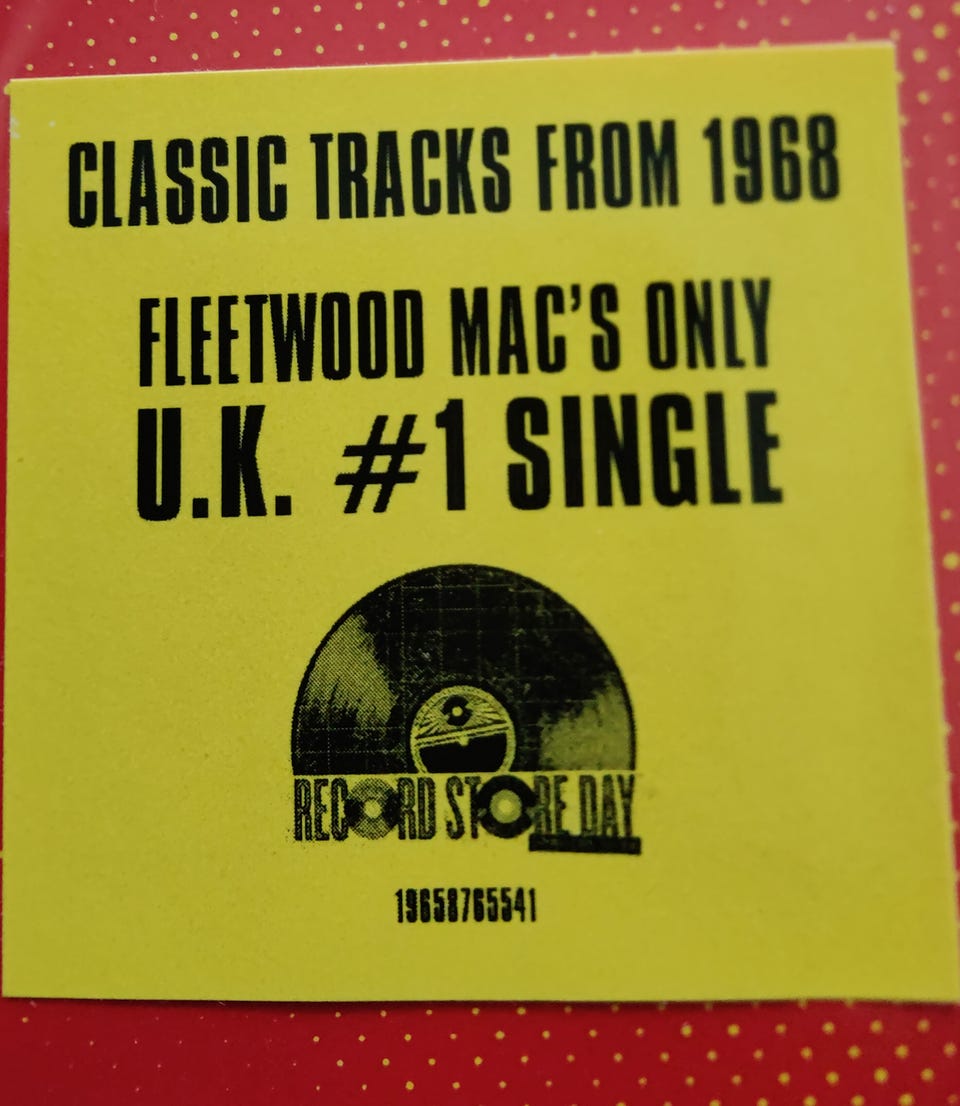 CLASSIC TRACKS FROM 1968
FLEETWOOD MAC'S ONLY
U.K. #1 SINGLE
RECORD STORE DAY
19658765541